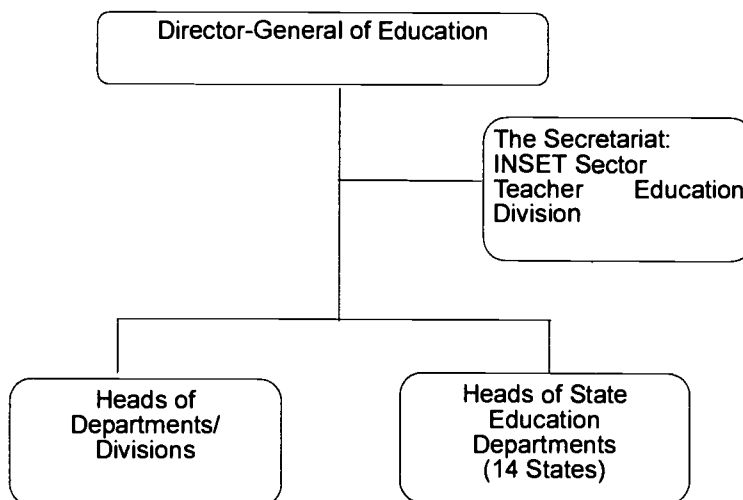 Director-General of Education
The Secretariat:
INSET Sector
Teacher Education
Division
Heads of
Departments/
Divisions
Heads of State
Education
Departments
(14 States)